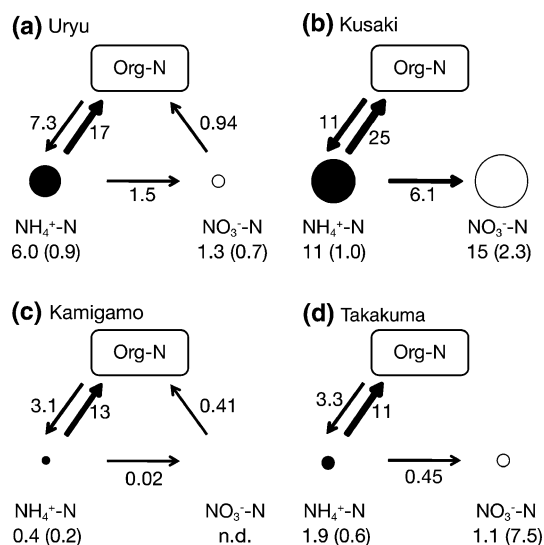 (a) Uryu
Org-N
7.3
17
0.94
1.5
NH₄⁺-N
6.0 (0.9)
NO₃⁻-N
1.3 (0.7)
(b) Kusaki
Org-N
11
25
6.1
NH₄⁺-N
11 (1.0)
NO₃⁻-N
15 (2.3)
(c) Kamigamo
Org-N
3.1
13
0.41
0.02
NH₄⁺-N
0.4 (0.2)
NO₃⁻-N
n.d.
(d) Takakuma
Org-N
3.3
11
0.45
NH₄⁺-N
1.9 (0.6)
NO₃⁻-N
1.1 (7.5)